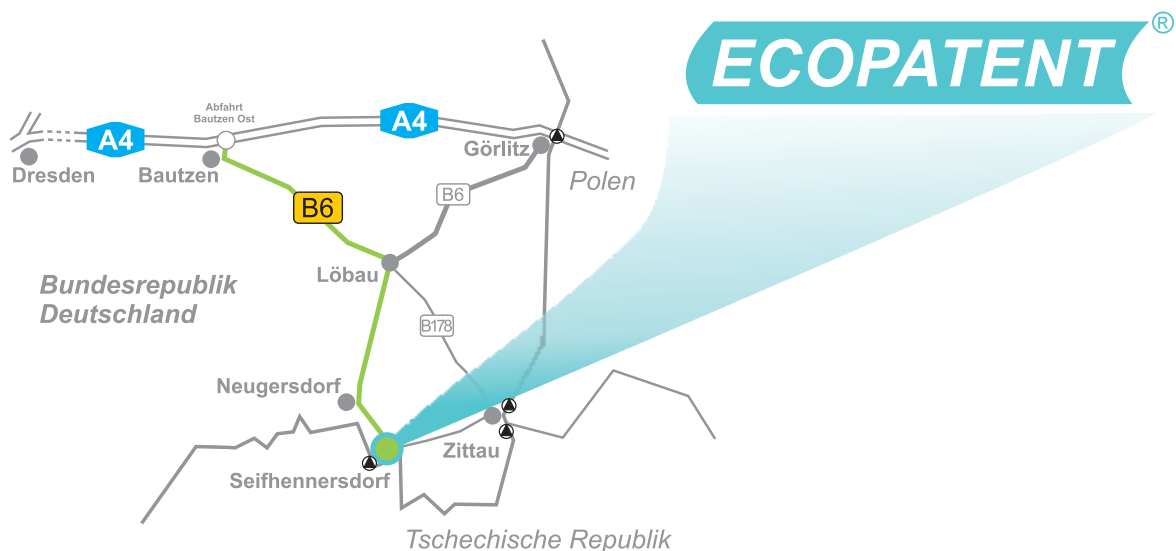 ECOPATENT®
Abfahrt
Bautzen Ost
A4
A4
Görlitz
Dresden
Bautzen
Polen
B6
B6
Löbau
Bundesrepublik
Deutschland
B178
Neugersdorf
Zittau
Seifhennersdorf
Tschechische Republik